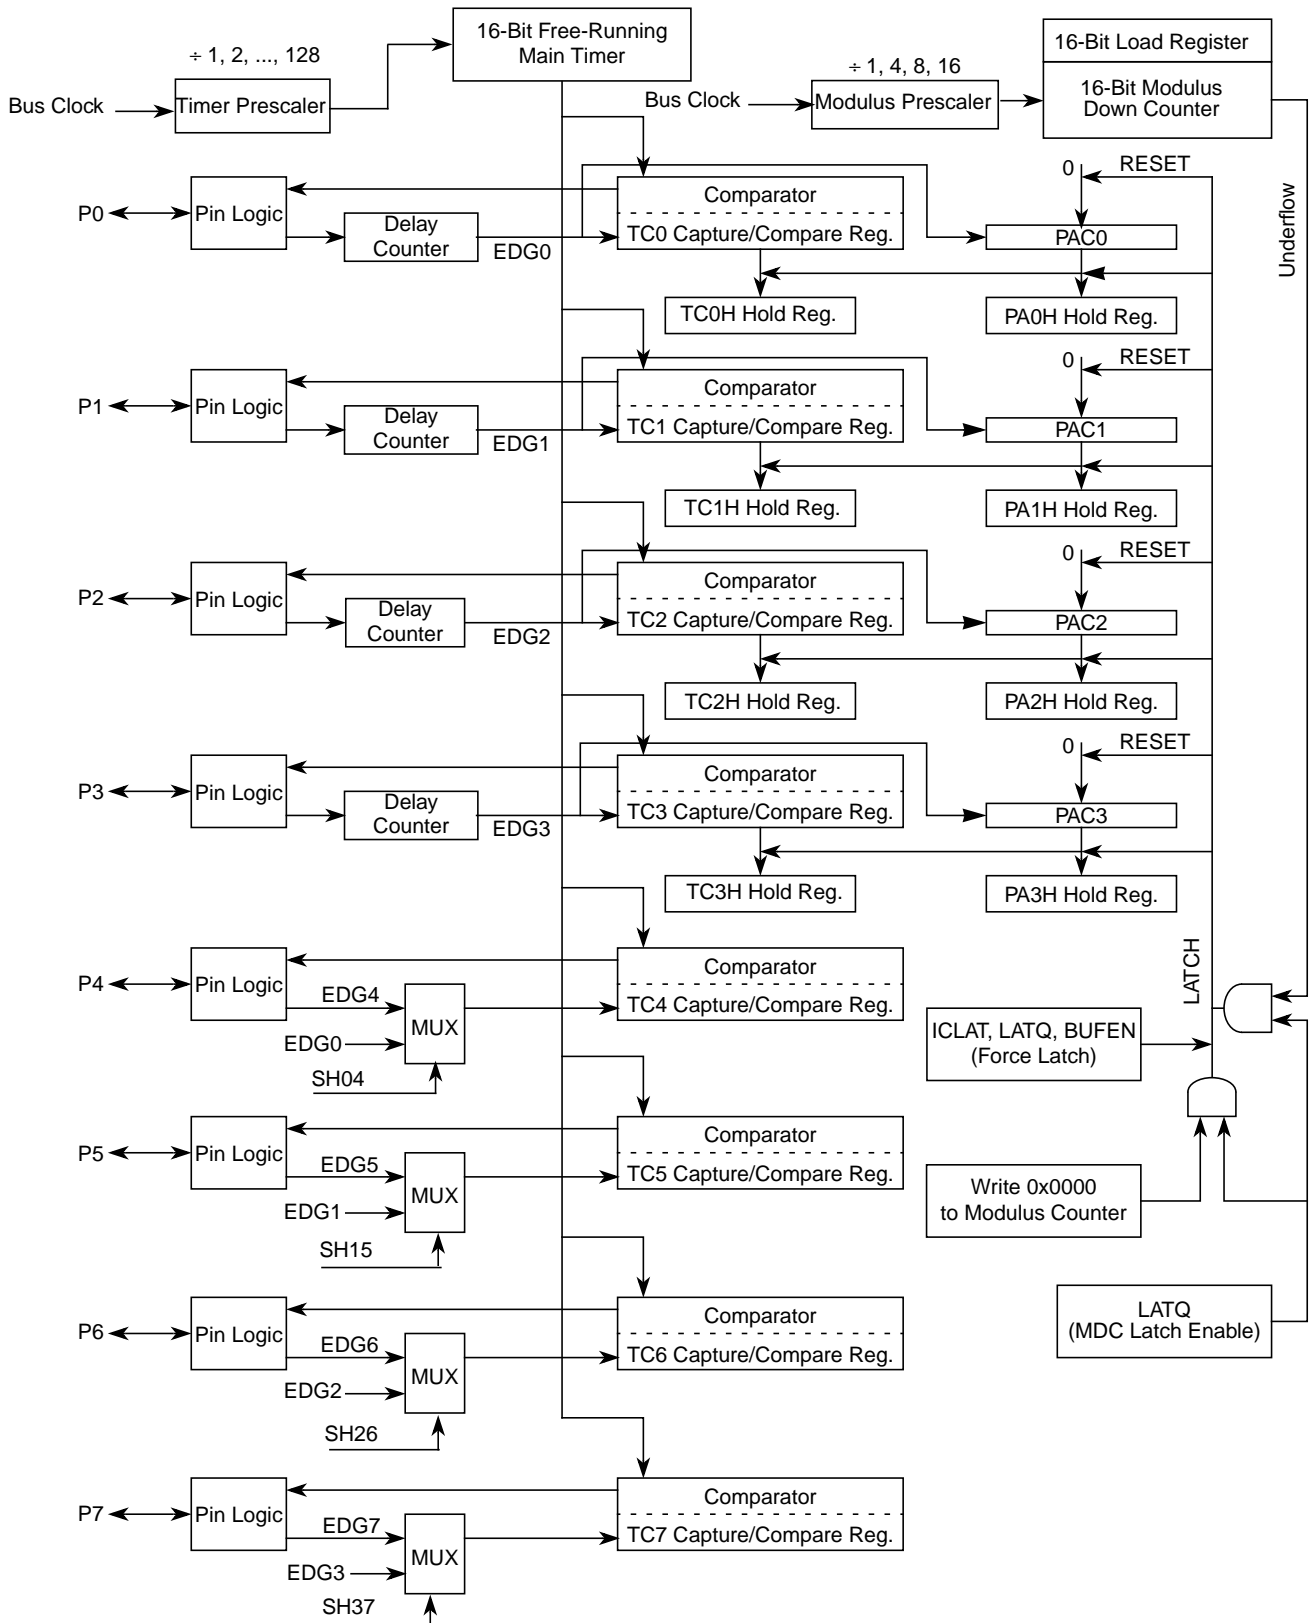 16-Bit Free-Running
Main Timer
÷ 1, 2, ..., 128
Bus Clock
Timer Prescaler
÷ 1, 4, 8, 16
Bus Clock
Modulus Prescaler
16-Bit Load Register
16-Bit Modulus
Down Counter
Underflow
P0
Pin Logic
Delay
Counter
EDG0
Comparator
TC0 Capture/Compare Reg.
0
RESET
PAC0
TC0H Hold Reg.
PA0H Hold Reg.
P1
Pin Logic
Delay
Counter
EDG1
Comparator
TC1 Capture/Compare Reg.
0
RESET
PAC1
TC1H Hold Reg.
PA1H Hold Reg.
P2
Pin Logic
Delay
Counter
EDG2
Comparator
TC2 Capture/Compare Reg.
0
RESET
PAC2
TC2H Hold Reg.
PA2H Hold Reg.
P3
Pin Logic
Delay
Counter
EDG3
Comparator
TC3 Capture/Compare Reg.
0
RESET
PAC3
TC3H Hold Reg.
PA3H Hold Reg.
P4
Pin Logic
EDG4
EDG0
MUX
SH04
Comparator
TC4 Capture/Compare Reg.
LATCH
ICLAT, LATQ, BUFEN
(Force Latch)
P5
Pin Logic
EDG5
EDG1
MUX
SH15
Comparator
TC5 Capture/Compare Reg.
Write 0x0000
to Modulus Counter
P6
Pin Logic
EDG6
EDG2
MUX
SH26
Comparator
TC6 Capture/Compare Reg.
LATQ
(MDC Latch Enable)
P7
Pin Logic
EDG7
EDG3
MUX
SH37
Comparator
TC7 Capture/Compare Reg.